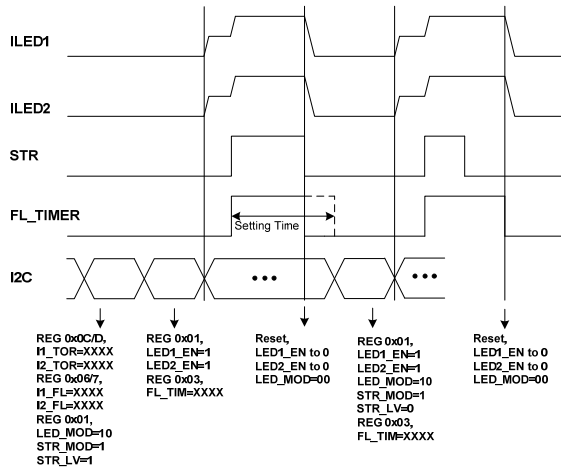 ILED1
ILED2
STR
FL_TIMER
Setting Time
I2C
•••
•••
REG 0x0C/D,
I1_TOR=XXXX
I2_TOR=XXXX
REG 0x06/7,
I1_FL=XXXX
I2_FL=XXXX
REG 0x01,
LED_MOD=10
STR_MOD=1
STR_LV=1
REG 0x01,
LED1_EN=1
LED2_EN=1
REG 0x03,
FL_TIM=XXXX
Reset,
LED1_EN to 0
LED2_EN to 0
LED_MOD=00
REG 0x01,
LED1_EN=1
LED2_EN=1
LED_MOD=10
STR_MOD=1
STR_LV=0
REG 0x03,
FL_TIM=XXXX
Reset,
LED1_EN to 0
LED2_EN to 0
LED_MOD=00